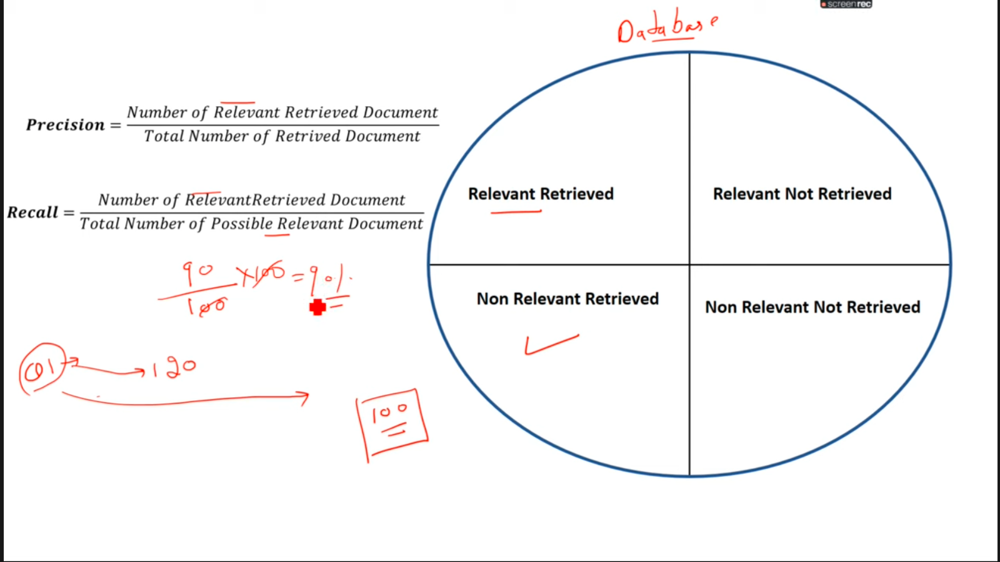 screenrec
Database
Precision = Number of Relevant Retrieved Document
Total Number of Retrived Document
Recall = Number of RelevantRetrieved Document
Total Number of Possible Relevant Document
Relevant Retrieved
Relevant Not Retrieved
90
100
×100 = 90%
Non Relevant Retrieved
Non Relevant Not Retrieved
Q1
120
100